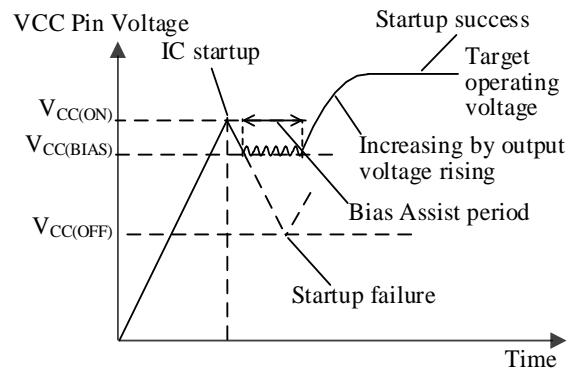 VCC Pin Voltage
Startup success
IC startup
Target
operating
voltage
VCC(ON)
Increasing by output
voltage rising
VCC(BIAS)
Bias Assist period
VCC(OFF)
Startup failure
Time